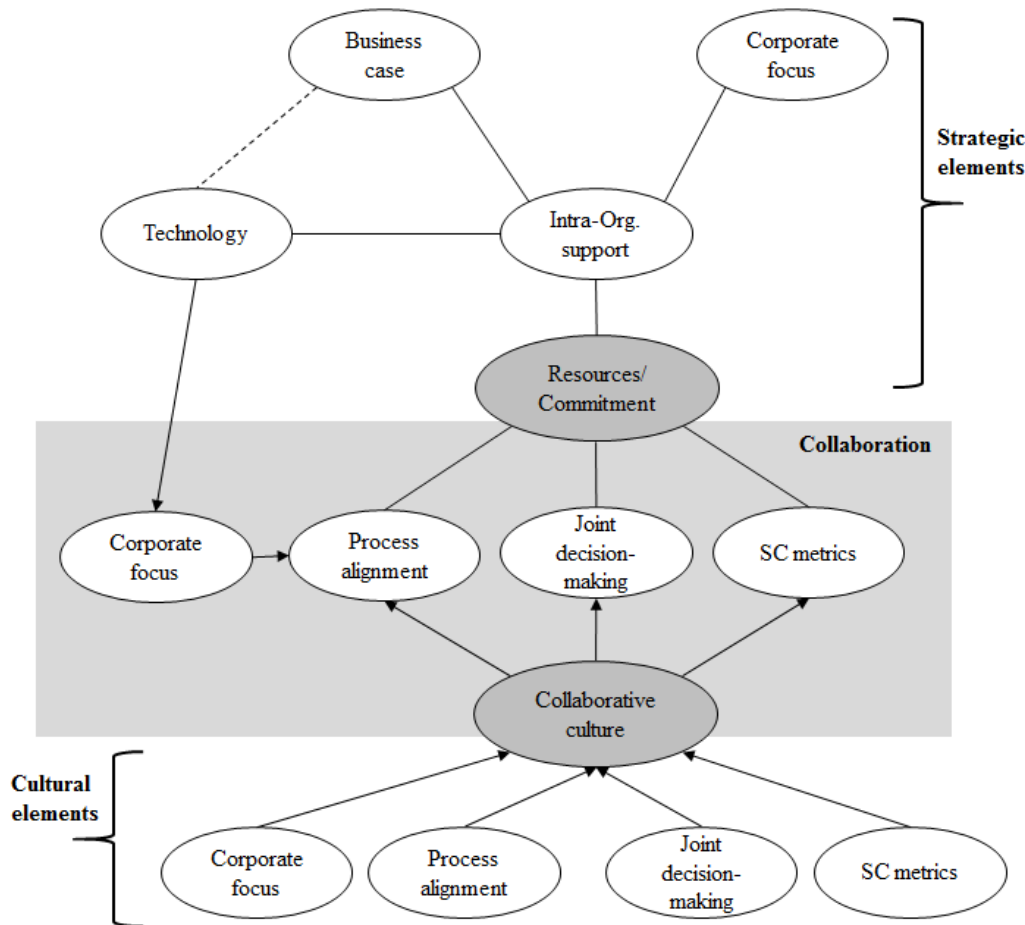 Business
case
Corporate
focus
Strategic
elements
Technology
Intra-Org.
support
Resources/
Commitment
Collaboration
Corporate
focus
Process
alignment
Joint
decision-
making
SC metrics
Collaborative
culture
Cultural
elements
Corporate
focus
Process
alignment
Joint
decision-
making
SC metrics